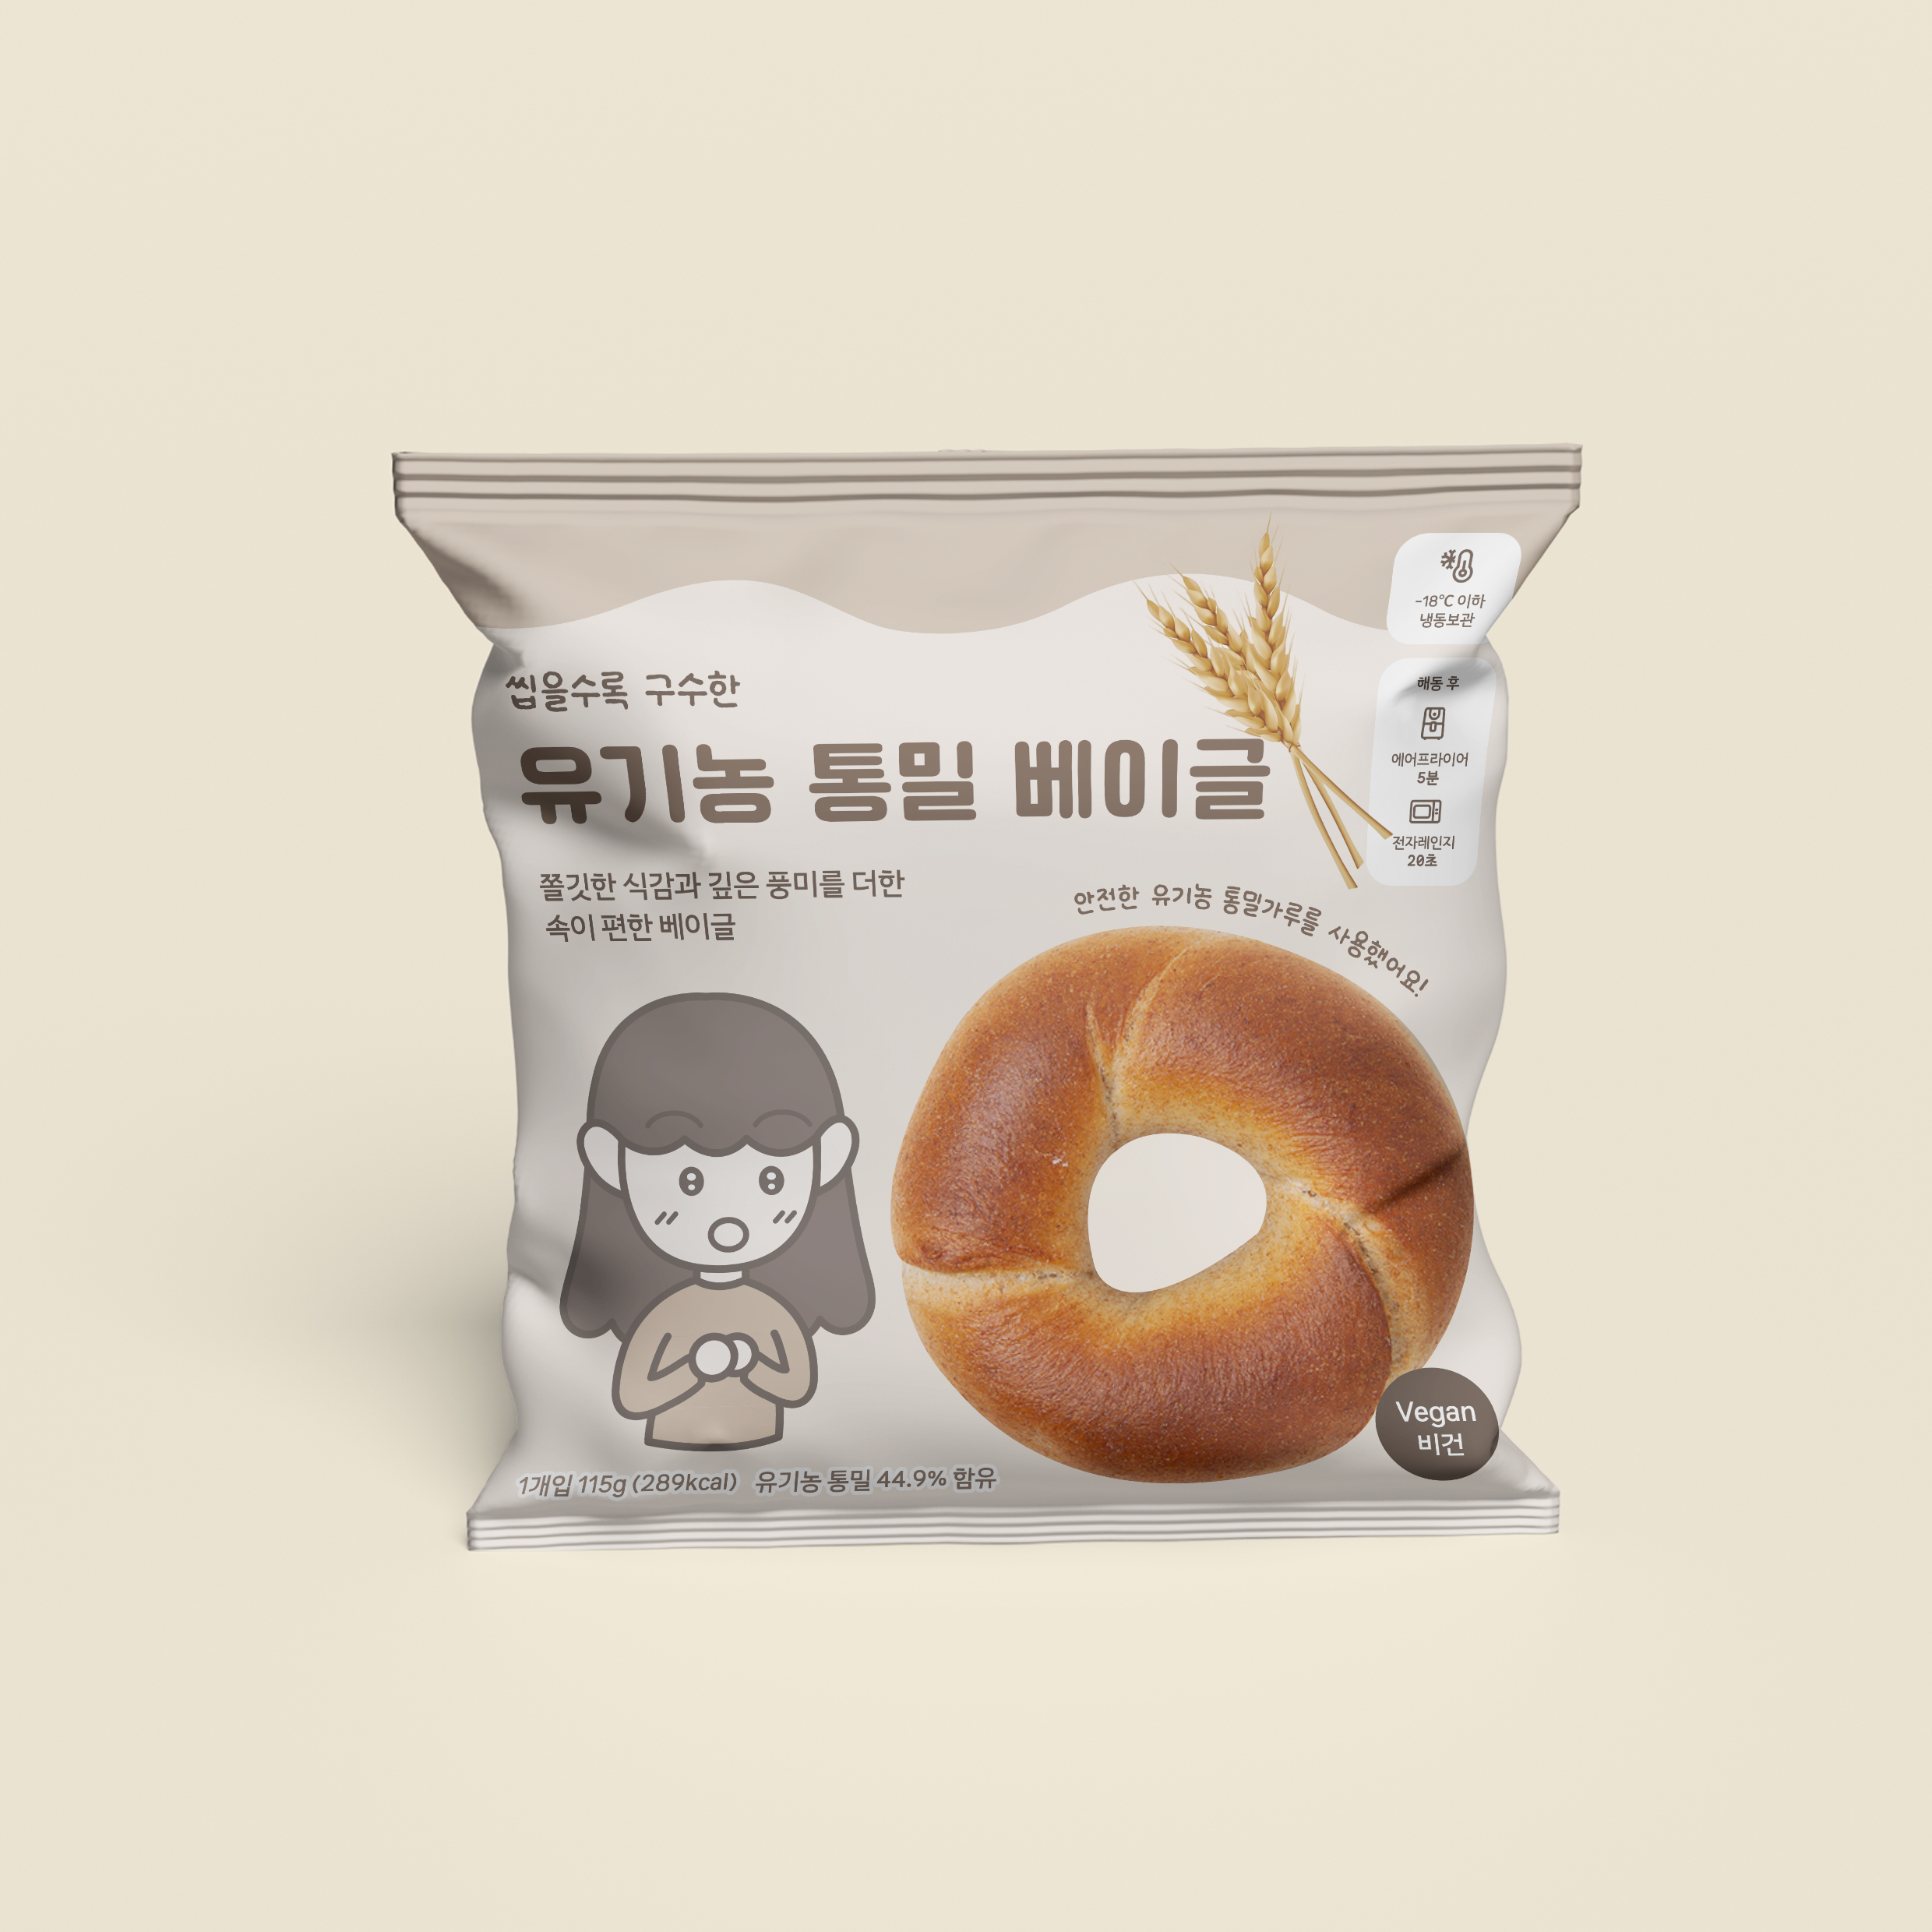 씹을수록 구수한
유기농 통밀 베이글
쫄깃한 식감과 깊은 풍미를 더한
속이 편한 베이글
-18℃ 이하
냉동보관
해동 후
에어프라이어
5분
전자레인지
20초
안전한 유기농 통밀가루를 사용했어요!
Vegan
비건
1개입 115g (289kcal) 유기농 통밀 44.9% 함유